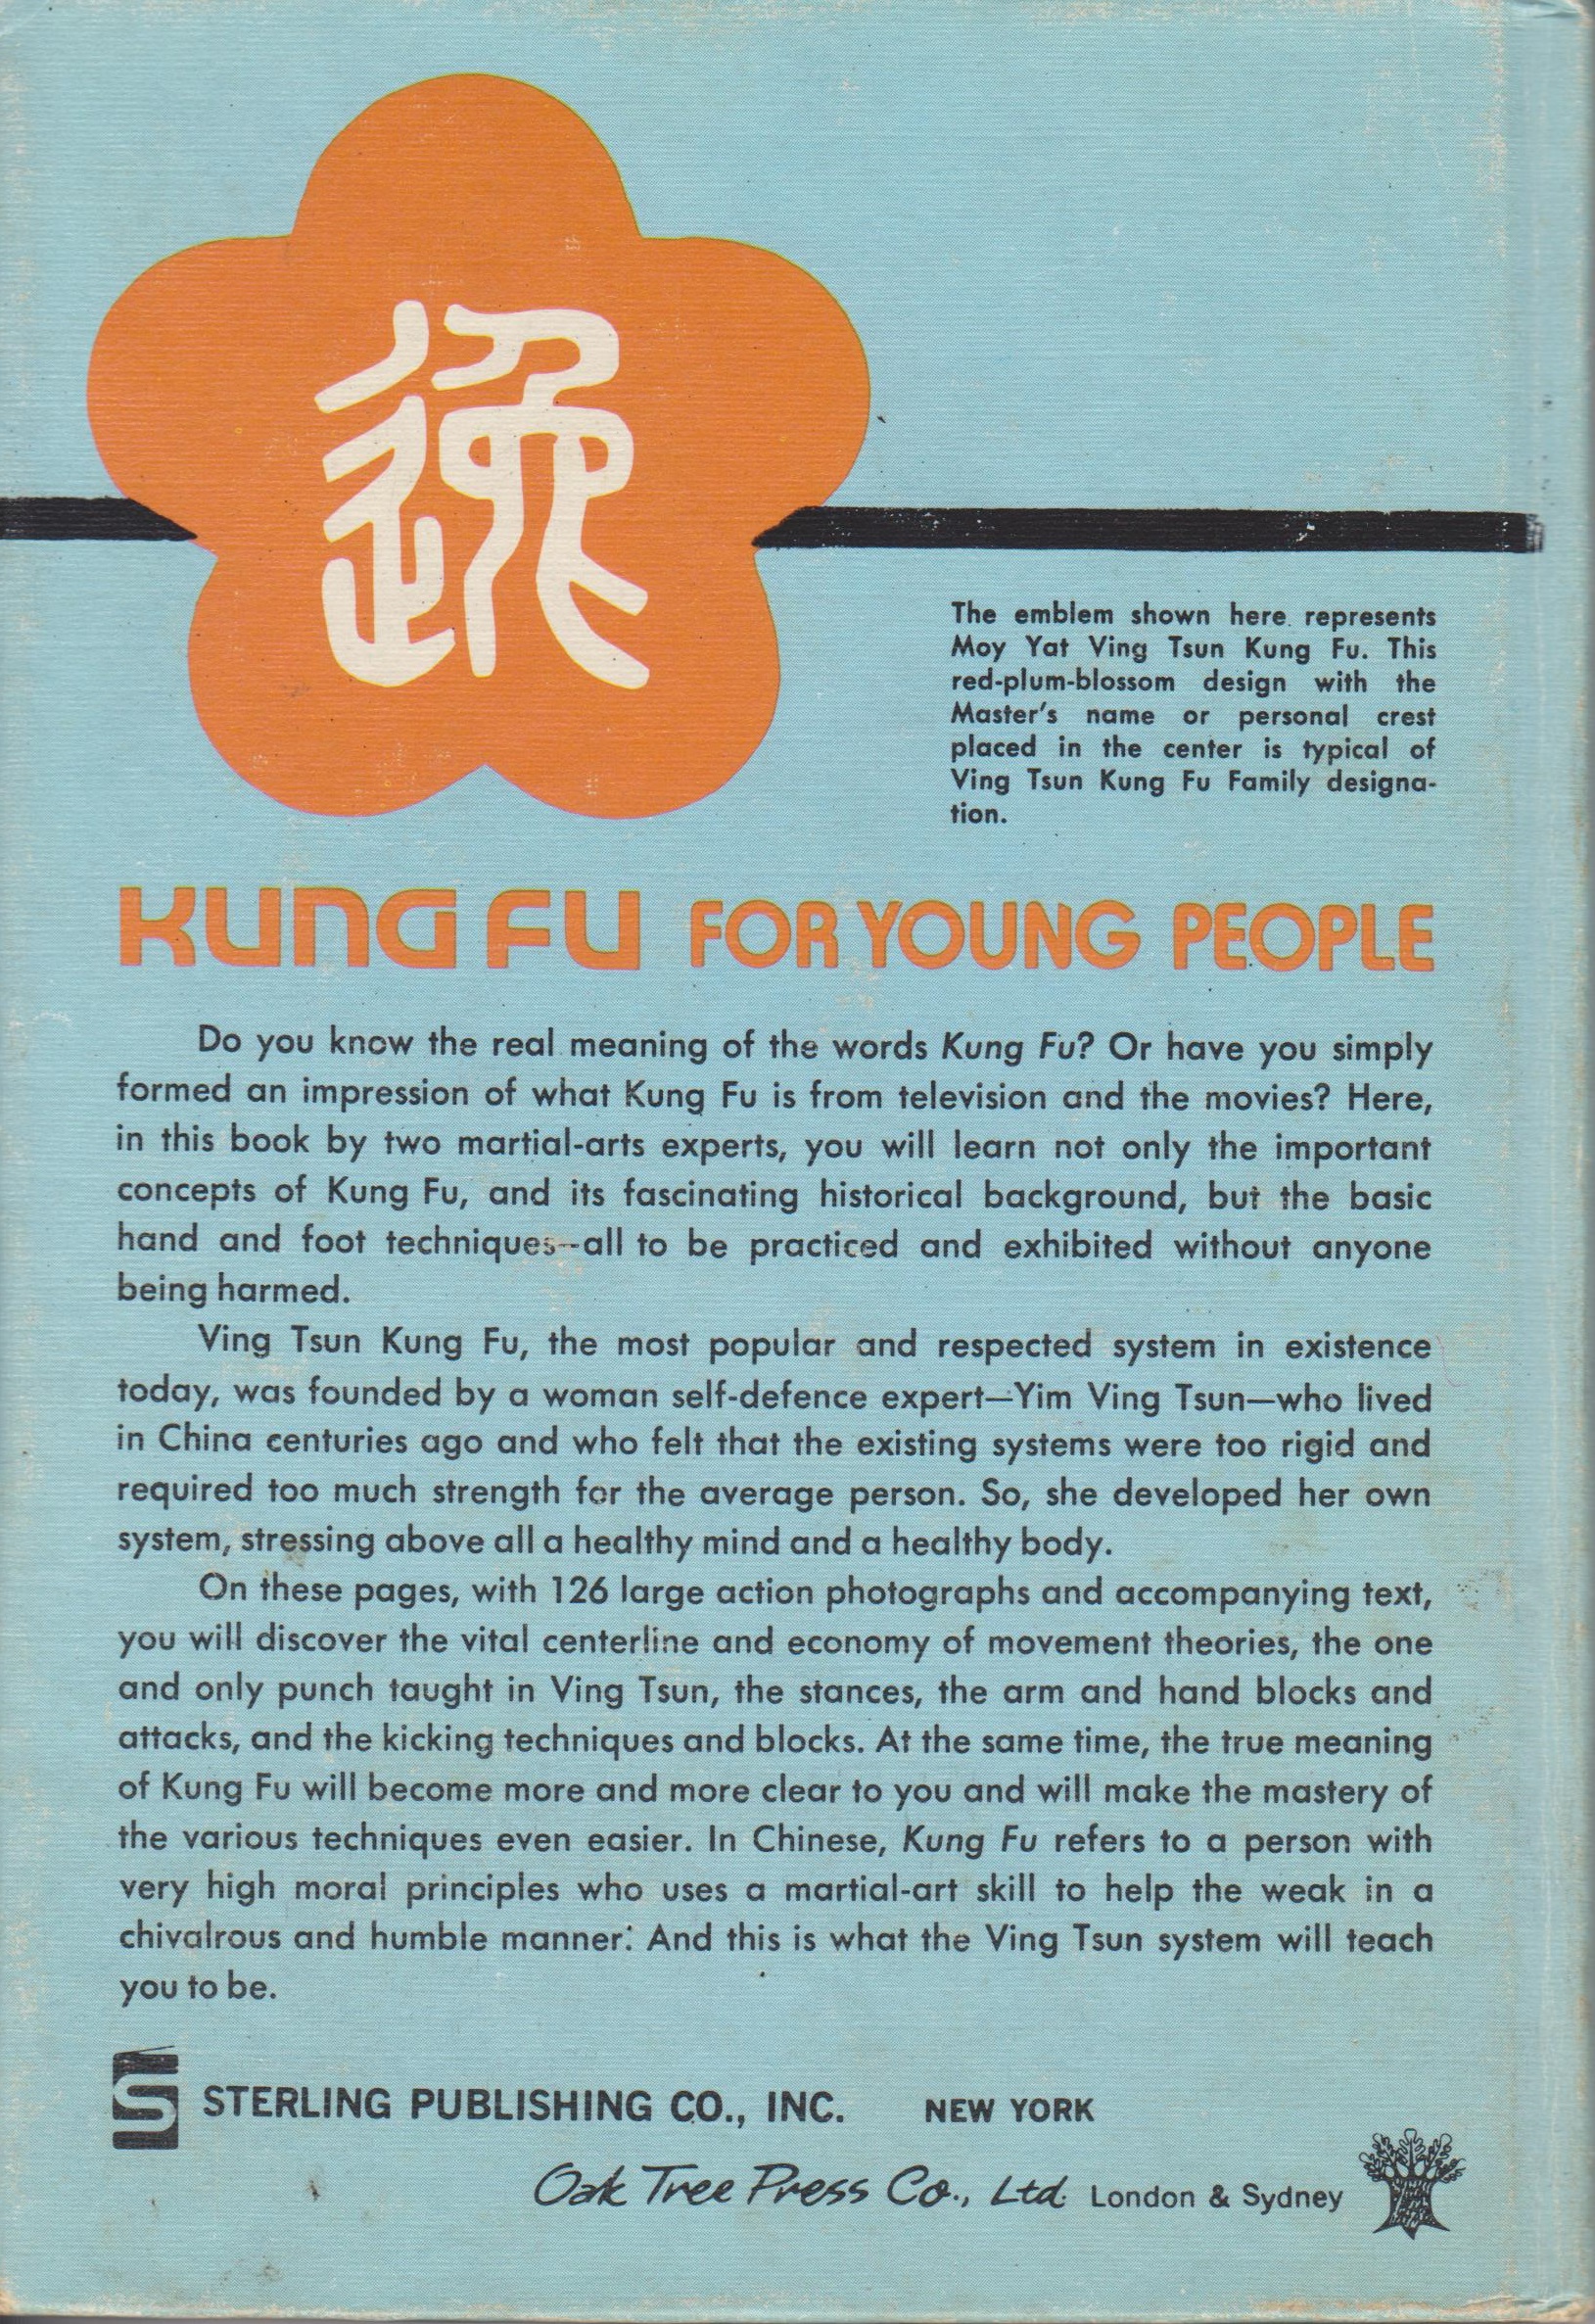 The emblem shown here represents
Moy Yat Ving Tsun Kung Fu. This
red-plum-blossom design with the
Master's name or personal crest
placed in the center is typical of
Ving Tsun Kung Fu Family designa-
tion.
KUNG FU FOR YOUNG PEOPLE
Do you know the real meaning of the words Kung Fu? Or have you simply
formed an impression of what Kung Fu is from television and the movies? Here,
in this book by two martial-arts experts, you will learn not only the important
concepts of Kung Fu, and its fascinating historical background, but the basic
hand and foot techniques—all to be practiced and exhibited without anyone
being harmed.
Ving Tsun Kung Fu, the most popular and respected system in existence
today, was founded by a woman self-defence expert—Yim Ving Tsun—who lived
in China centuries ago and who felt that the existing systems were too rigid and
required too much strength for the average person. So, she developed her own
system, stressing above all a healthy mind and a healthy body.
On these pages, with 126 large action photographs and accompanying text,
you will discover the vital centerline and economy of movement theories, the one
and only punch taught in Ving Tsun, the stances, the arm and hand blocks and
attacks, and the kicking techniques and blocks. At the same time, the true meaning
of Kung Fu will become more and more clear to you and will make the mastery of
the various techniques even easier. In Chinese, Kung Fu refers to a person with
very high moral principles who uses a martial-art skill to help the weak in a
chivalrous and humble manner. And this is what the Ving Tsun system will teach
you to be.
STERLING PUBLISHING CO., INC. NEW YORK
Oak Tree Press Co., Ltd. London & Sydney